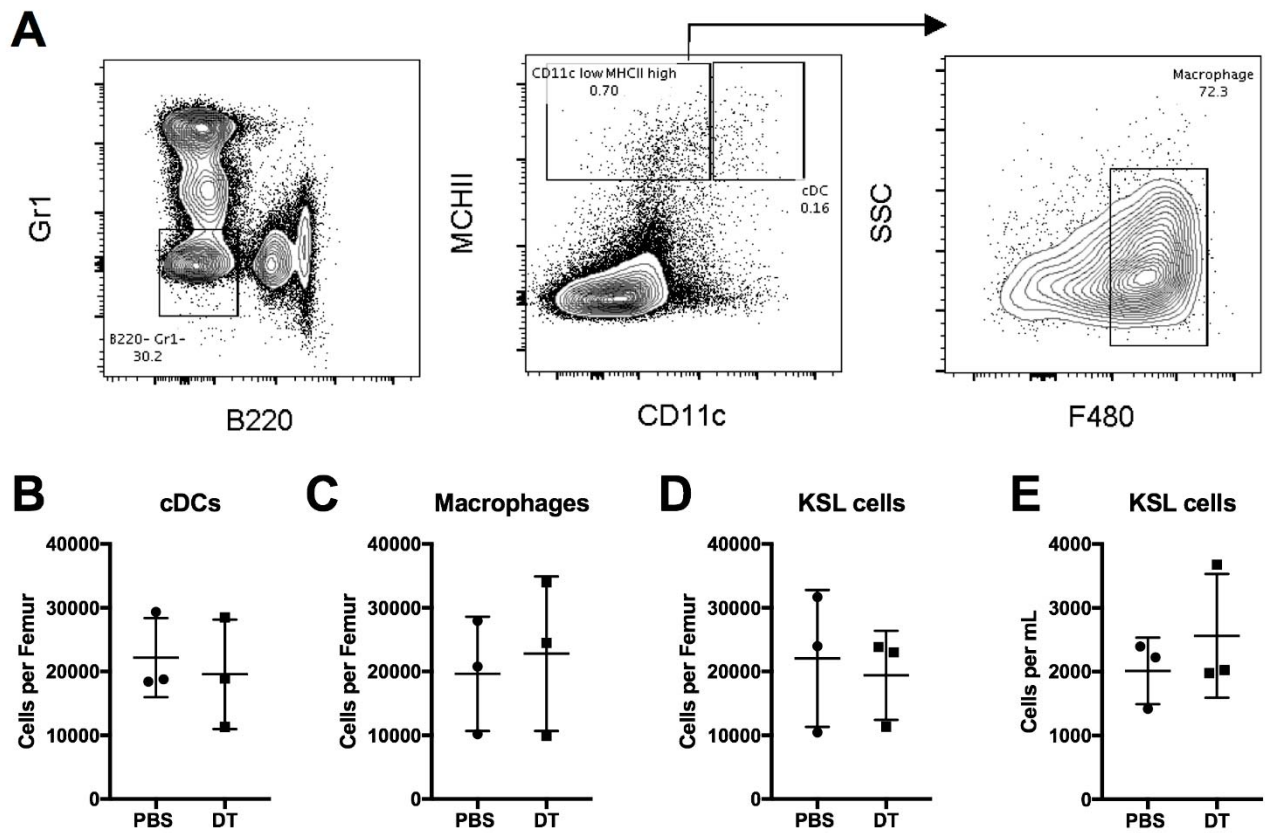 A
Gr1
B220- Gr1-
30.2
B220
MCHII
CD11c low MHCII high
0.70
cDC
0.16
CD11c
SSC
Macrophage
72.3
F480
B
cDCs
Cells per Femur
40000
30000
20000
10000
0
PBS
DT
C
Macrophages
Cells per Femur
40000
30000
20000
10000
0
PBS
DT
D
KSL cells
Cells per Femur
40000
30000
20000
10000
0
PBS
DT
E
KSL cells
Cells per mL
4000
3000
2000
1000
0
PBS
DT